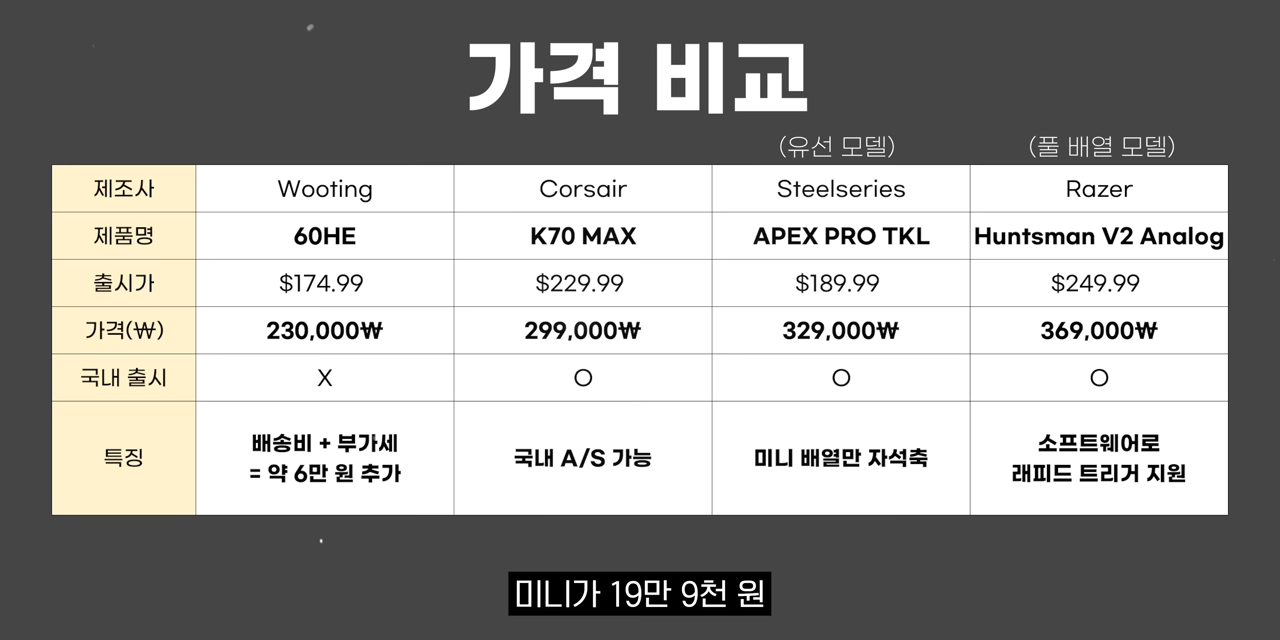 가격 비교
(유선 모델) (풀 배열 모델)
제조사 Wooting Corsair Steelseries Razer
제품명 60HE K70 MAX APEX PRO TKL Huntsman V2 Analog
출시가 $174.99 $229.99 $189.99 $249.99
가격(₩) 230,000₩ 299,000₩ 329,000₩ 369,000₩
국내 출시 X O O O
특징 배송비 + 부가세
= 약 6만 원 추가 국내 A/S 가능 미니 배열만 자석축 소프트웨어로
래피드 트리거 지원
미니가 19만 9천 원